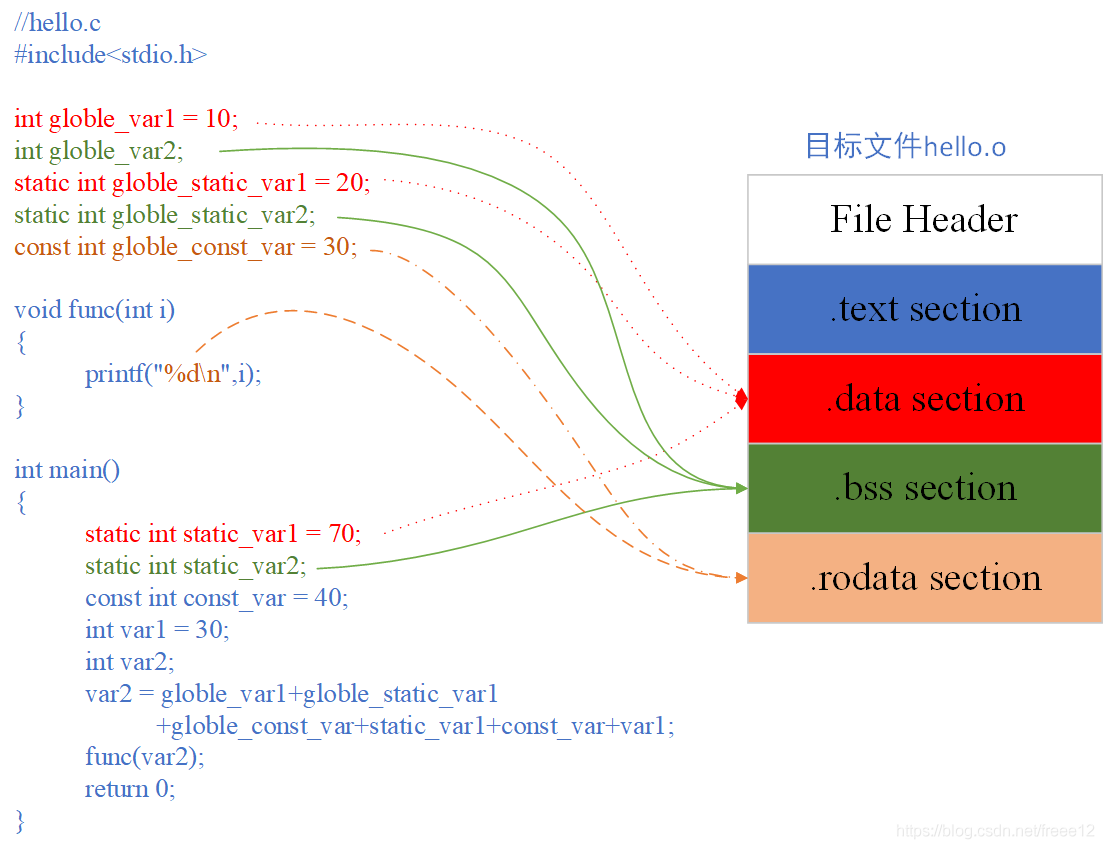 //hello.c
#include<stdio.h>
int globle_var1 = 10;
int globle_var2;
static int globle_static_var1 = 20;
static int globle_static_var2;
const int globle_const_var = 30;
void func(int i)
{
printf("%d\n",i);
}
int main()
{
static int static_var1 = 70;
static int static_var2;
const int const_var = 40;
int var1 = 30;
int var2;
var2 = globle_var1+globle_static_var1
+globle_const_var+static_var1+const_var+var1;
func(var2);
return 0;
}
目标文件hello.o
File Header
.text section
.data section
.bss section
.rodata section
https://blog.csdn.net/freee12